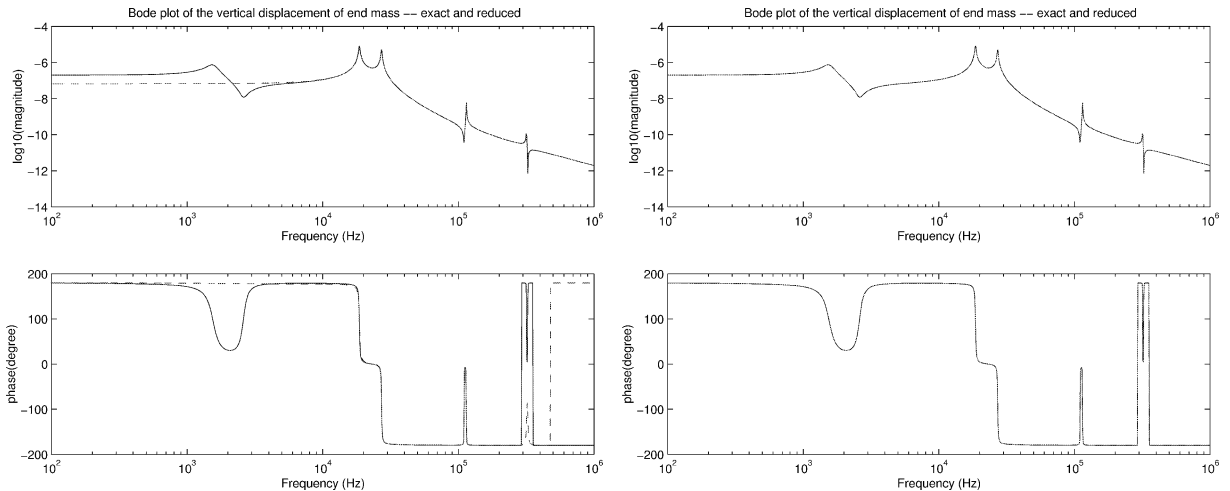 Bode plot of the vertical displacement of end mass −− exact and reduced
−4
−6
−8
−10
−12
−14
log10(magnitude)
10^2 10^3 10^4 10^5 10^6
Frequency (Hz)
200
100
0
−100
−200
phase(degree)
10^2 10^3 10^4 10^5 10^6
Frequency (Hz)
Bode plot of the vertical displacement of end mass −− exact and reduced
−4
−6
−8
−10
−12
−14
log10(magnitude)
10^2 10^3 10^4 10^5 10^6
Frequency (Hz)
200
100
0
−100
−200
phase(degree)
10^2 10^3 10^4 10^5 10^6
Frequency (Hz)